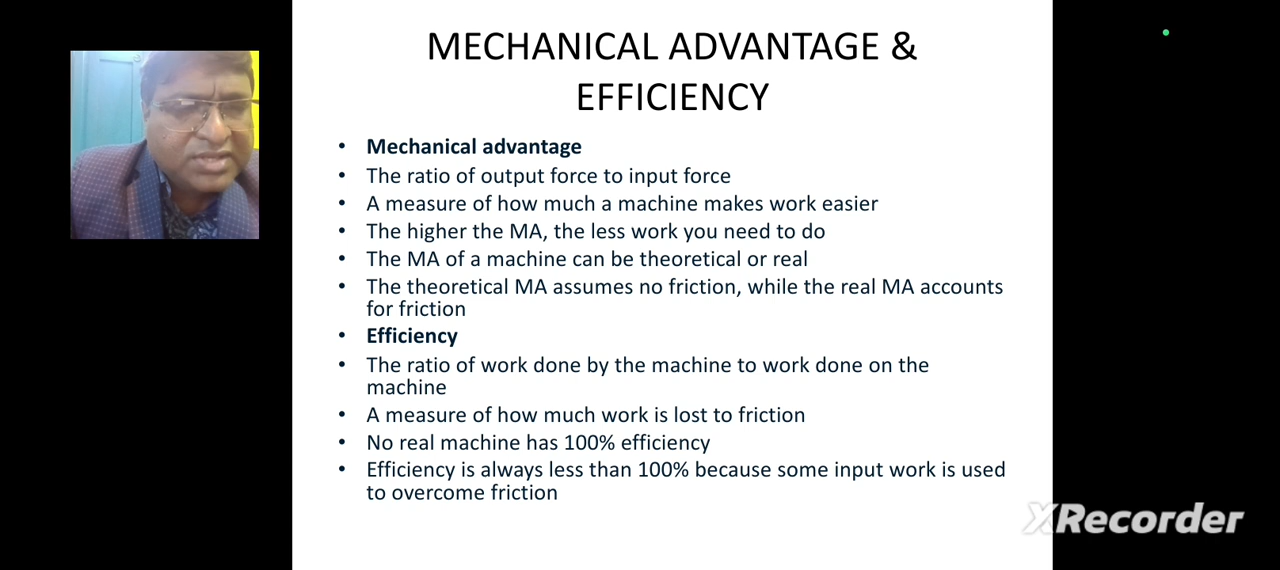 MECHANICAL ADVANTAGE &
EFFICIENCY
• Mechanical advantage
• The ratio of output force to input force
• A measure of how much a machine makes work easier
• The higher the MA, the less work you need to do
• The MA of a machine can be theoretical or real
• The theoretical MA assumes no friction, while the real MA accounts
for friction
• Efficiency
• The ratio of work done by the machine to work done on the
machine
• A measure of how much work is lost to friction
• No real machine has 100% efficiency
• Efficiency is always less than 100% because some input work is used
to overcome friction
XRecorder